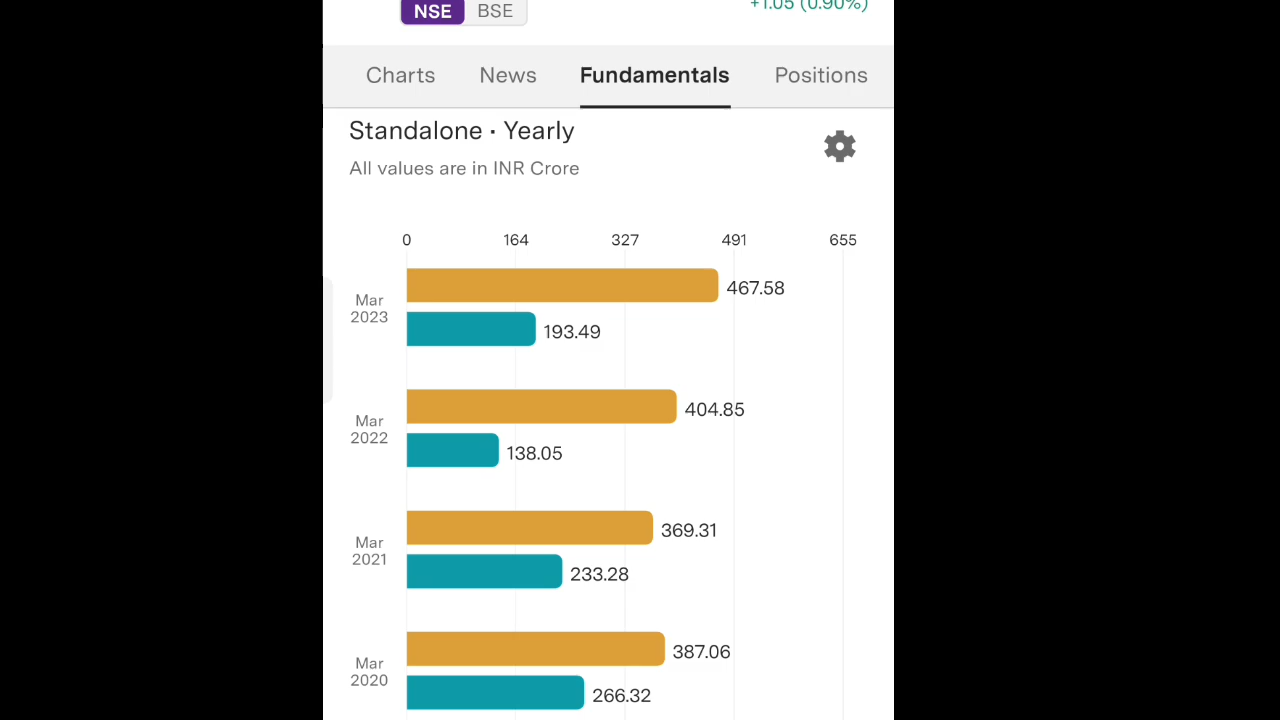 NSE BSE +1.05 (0.90%)
Charts News Fundamentals Positions
Standalone · Yearly
All values are in INR Crore
0 164 327 491 655
Mar
2023
467.58
193.49
Mar
2022
404.85
138.05
Mar
2021
369.31
233.28
Mar
2020
387.06
266.32